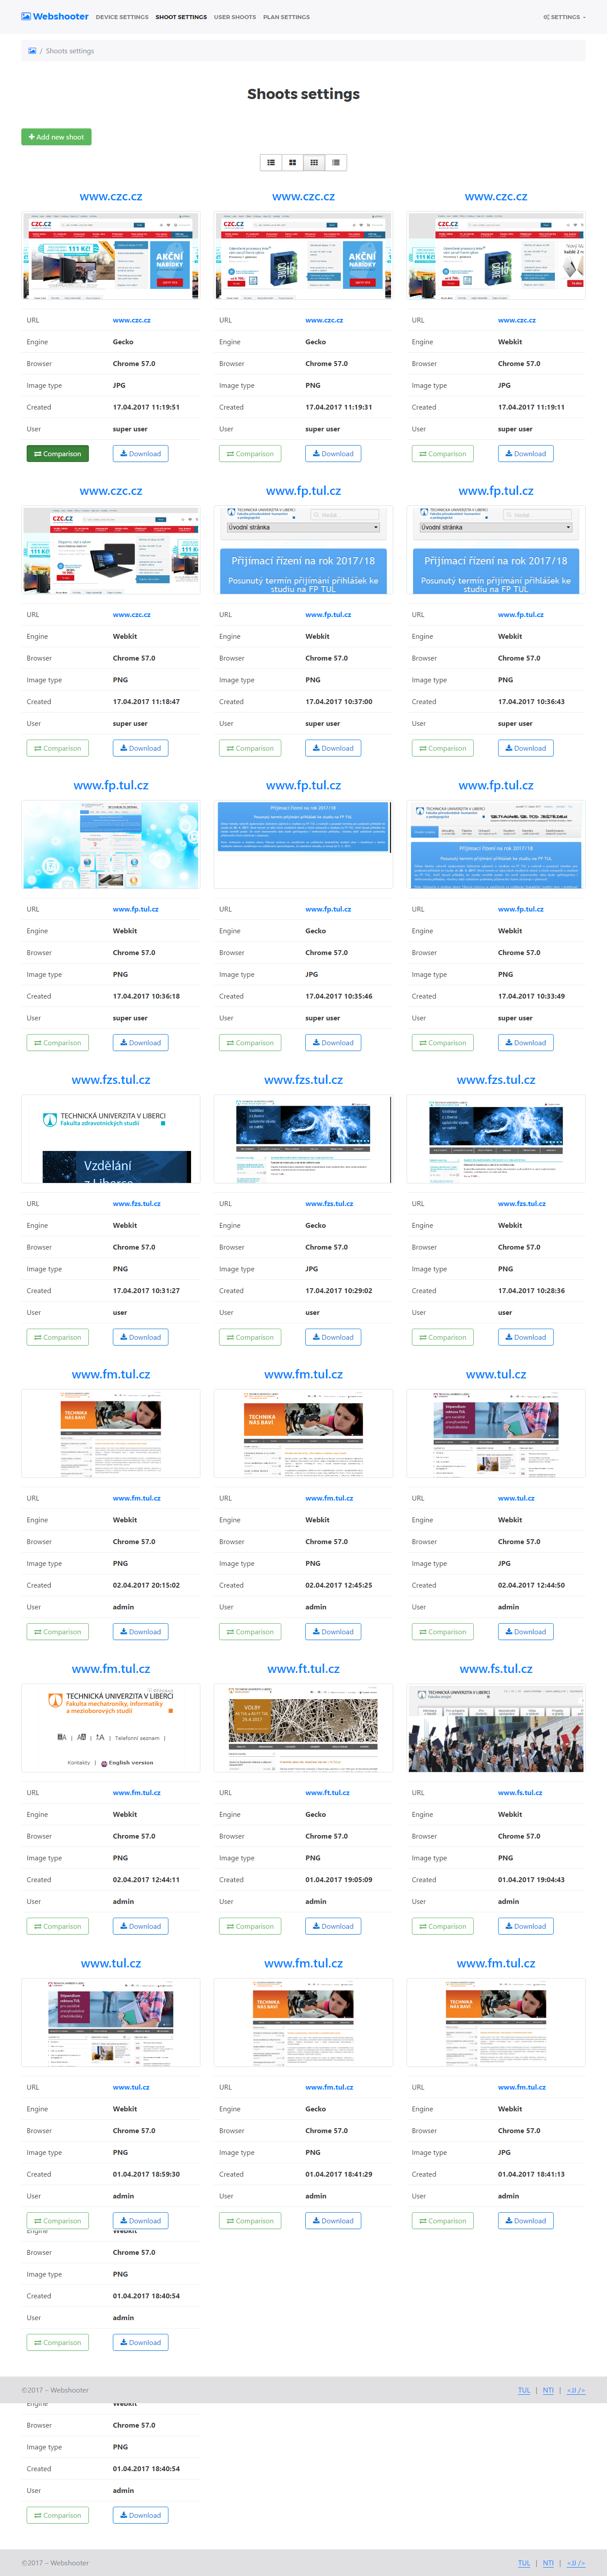 Webshooter DEVICE SETTINGS SHOOT SETTINGS USER SHOOTS PLAN SETTINGS SETTINGS
/ Shoots settings
Shoots settings
Add new shoot
www.czc.cz www.czc.cz www.czc.cz
URL www.czc.cz URL www.czc.cz URL www.czc.cz
Engine Gecko Engine Gecko Engine Webkit
Browser Chrome 57.0 Browser Chrome 57.0 Browser Chrome 57.0
Image type JPG Image type PNG Image type JPG
Created 17.04.2017 11:19:51 Created 17.04.2017 11:19:31 Created 17.04.2017 11:19:11
User super user User super user User super user
Comparison Download Comparison Download Comparison Download
www.czc.cz www.fp.tul.cz www.fp.tul.cz
Úvodní stránka Úvodní stránka
Přijímací řízení na rok 2017/18 Přijímací řízení na rok 2017/18
Posunutý termín přijímání přihlášek ke studiu na FP TUL Posunutý termín přijímání přihlášek ke studiu na FP TUL
URL www.czc.cz URL www.fp.tul.cz URL www.fp.tul.cz
Engine Webkit Engine Webkit Engine Webkit
Browser Chrome 57.0 Browser Chrome 57.0 Browser Chrome 57.0
Image type PNG Image type PNG Image type PNG
Created 17.04.2017 11:18:47 Created 17.04.2017 10:37:00 Created 17.04.2017 10:36:43
User super user User super user User super user
Comparison Download Comparison Download Comparison Download
www.fp.tul.cz www.fp.tul.cz www.fp.tul.cz
Přijímací řízení na rok 2017/18 Přijímací řízení na rok 2017/18
URL www.fp.tul.cz URL www.fp.tul.cz URL www.fp.tul.cz
Engine Webkit Engine Gecko Engine Webkit
Browser Chrome 57.0 Browser Chrome 57.0 Browser Chrome 57.0
Image type PNG Image type JPG Image type PNG
Created 17.04.2017 10:36:18 Created 17.04.2017 10:35:46 Created 17.04.2017 10:33:49
User super user User super user User super user
Comparison Download Comparison Download Comparison Download
www.fzs.tul.cz www.fzs.tul.cz www.fzs.tul.cz
TECHNICKÁ UNIVERZITA V LIBERCI
Fakulta zdravotnických studií
Vzdělání
z Liberce
URL www.fzs.tul.cz URL www.fzs.tul.cz URL www.fzs.tul.cz
Engine Webkit Engine Gecko Engine Webkit
Browser Chrome 57.0 Browser Chrome 57.0 Browser Chrome 57.0
Image type PNG Image type JPG Image type PNG
Created 17.04.2017 10:31:27 Created 17.04.2017 10:29:02 Created 17.04.2017 10:28:36
User user User user User user
Comparison Download Comparison Download Comparison Download
www.fm.tul.cz www.fm.tul.cz www.tul.cz
TECHNIKA NÁS BAVÍ TECHNIKA NÁS BAVÍ
URL www.fm.tul.cz URL www.fm.tul.cz URL www.tul.cz
Engine Webkit Engine Webkit Engine Webkit
Browser Chrome 57.0 Browser Chrome 57.0 Browser Chrome 57.0
Image type PNG Image type PNG Image type JPG
Created 02.04.2017 20:15:02 Created 02.04.2017 12:45:25 Created 02.04.2017 12:44:50
User admin User admin User admin
Comparison Download Comparison Download Comparison Download
www.fm.tul.cz www.ft.tul.cz www.fs.tul.cz
TECHNICKÁ UNIVERZITA V LIBERCI
Fakulta mechatroniky, informatiky
a mezioborových studií
Telefonní seznam |
Kontakty | English version
URL www.fm.tul.cz URL www.ft.tul.cz URL www.fs.tul.cz
Engine Webkit Engine Gecko Engine Webkit
Browser Chrome 57.0 Browser Chrome 57.0 Browser Chrome 57.0
Image type PNG Image type PNG Image type PNG
Created 02.04.2017 12:44:11 Created 01.04.2017 19:05:09 Created 01.04.2017 19:04:43
User admin User admin User admin
Comparison Download Comparison Download Comparison Download
www.tul.cz www.fm.tul.cz www.fm.tul.cz
TECHNIKA NÁS BAVÍ TECHNIKA NÁS BAVÍ
URL www.tul.cz URL www.fm.tul.cz URL www.fm.tul.cz
Engine Webkit Engine Gecko Engine Webkit
Browser Chrome 57.0 Browser Chrome 57.0 Browser Chrome 57.0
Image type PNG Image type PNG Image type JPG
Created 01.04.2017 18:59:30 Created 01.04.2017 18:41:29 Created 01.04.2017 18:41:13
User admin User admin User admin
Comparison Download Comparison Download Comparison Download
Engine Webkit
Browser Chrome 57.0
Image type PNG
Created 01.04.2017 18:40:54
User admin
Comparison Download
©2017 – Webshooter TUL | NTI | <JJ />
Engine Webkit
Browser Chrome 57.0
Image type PNG
Created 01.04.2017 18:40:54
User admin
Comparison Download
©2017 – Webshooter TUL | NTI | <JJ />